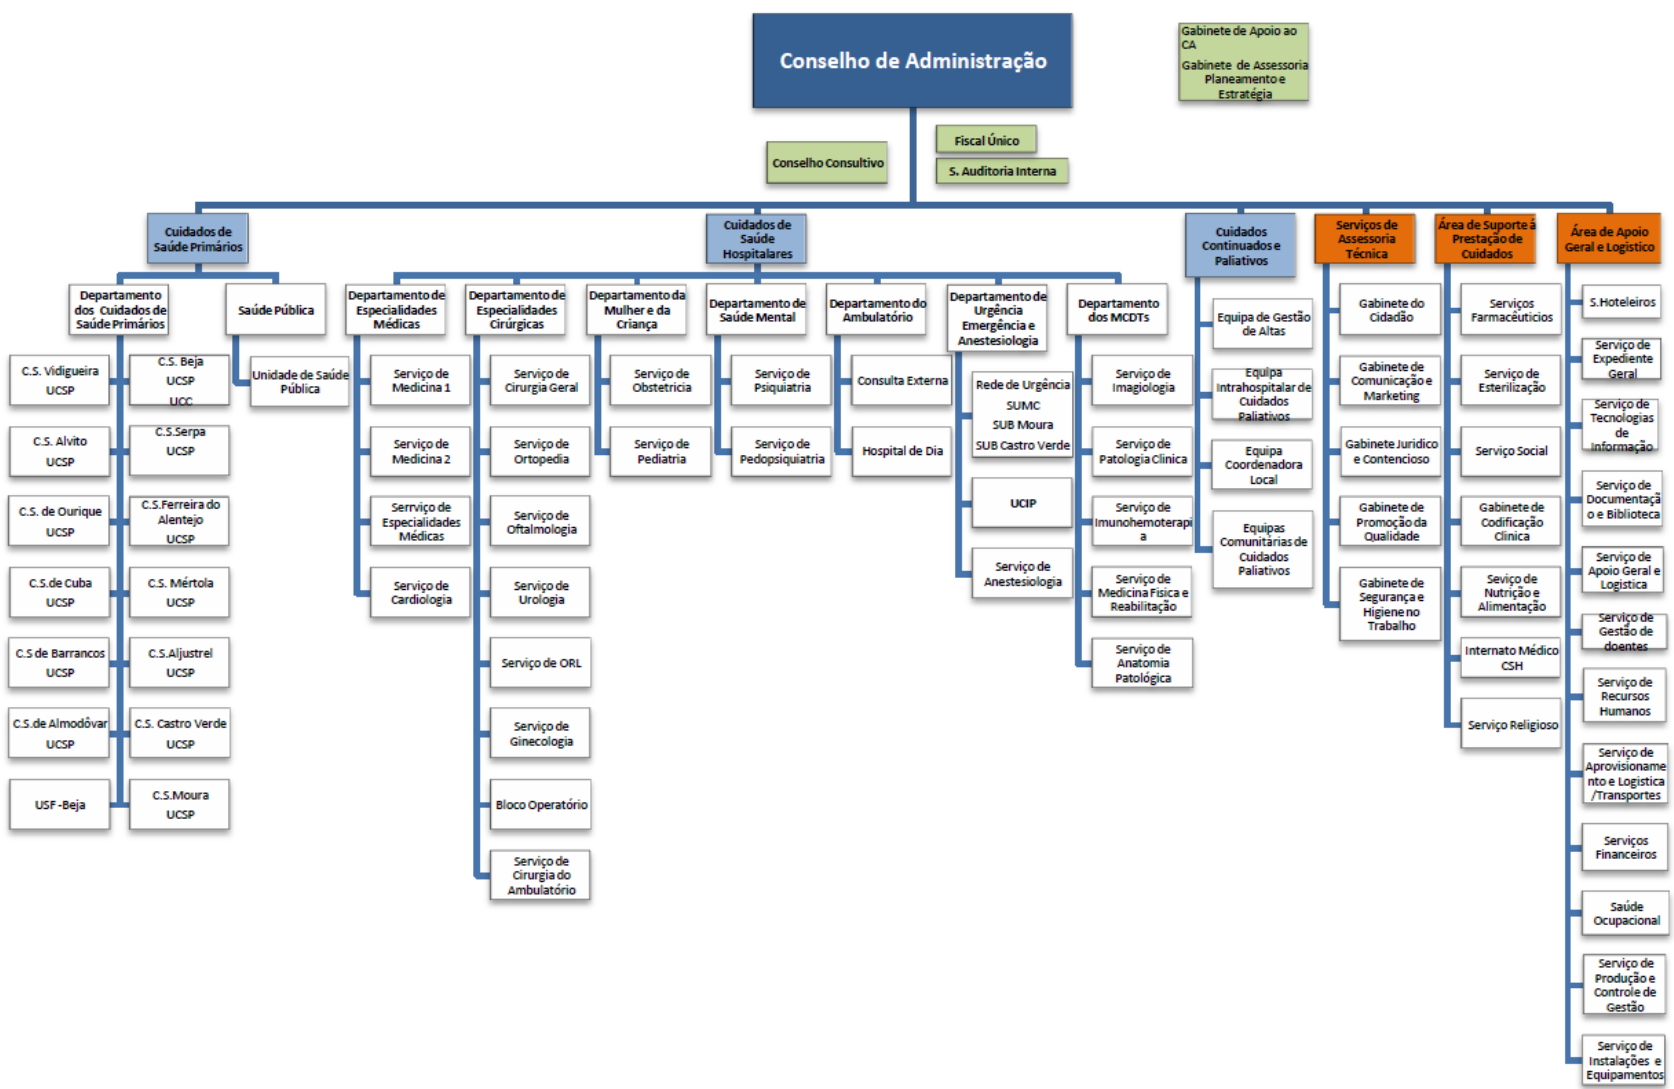 Conselho de Administração
Gabinete de Apoio ao
CA
Gabinete de Assessoria
Planeamento e
Estratégia
Conselho Consultivo
Fiscal Único
S. Auditoria Interna
Cuidados de
Saúde Primários
Cuidados de
Saúde
Hospitalares
Cuidados
Continuados e
Paliativos
Serviços de
Assessoria
Técnica
Área de Suporte à
Prestação de
Cuidados
Área de Apoio
Geral e Logistico
Departamento
dos Cuidados de
Saúde Primários
Saúde Pública
Departamento de
Especialidades
Médicas
Departamento de
Especialidades
Cirúrgicas
Departamento da
Mulher e da
Criança
Departamento de
Saúde Mental
Departamento do
Ambulatório
Departamento de
Urgência
Emergência e
Anestesiologia
Departamento
dos MCDTs
C.S. Vidigueira
UCSP
C.S. Alvito
UCSP
C.S. de Ourique
UCSP
C.S.de Cuba
UCSP
C.S de Barrancos
UCSP
C.S.de Almodôvar
UCSP
USF -Beja
C.S. Beja
UCSP
UCC
C.S.Serpa
UCSP
C.S.Ferreira do
Alentejo
UCSP
C.S. Mértola
UCSP
C.S.Aljustrel
UCSP
C.S. Castro Verde
UCSP
C.S.Moura
UCSP
Unidade de Saúde
Pública
Serviço de
Medicina 1
Serviço de
Medicina 2
Serrviço de
Especialidades
Médicas
Serviço de
Cardiologia
Serviço de
Cirurgia Geral
Serviço de
Ortopedia
Serviço de
Oftalmologia
Serviço de
Urologia
Serviço de ORL
Serviço de
Ginecologia
Bloco Operatório
Serviço de
Cirurgia do
Ambulatório
Serviço de
Obstetricia
Serviço de
Pediatria
Serviço de
Psiquiatria
Serviço de
Pedopsiquiatria
Consulta Externa
Hospital de Dia
Rede de Urgência
SUMC
SUB Moura
SUB Castro Verde
UCIP
Serviço de
Anestesiologia
Serviço de
Imagiologia
Serviço de
Patologia Clinica
Serviço de
Imunohemoterapi
a
Serviço de
Medicina Fisica e
Reabilitação
Serviço de
Anatomia
Patológica
Equipa de Gestão
de Altas
Equipa
Intrahospitalar de
Cuidados
Paliativos
Equipa
Coordenadora
Local
Equipas
Comunitárias de
Cuidados
Paliativos
Gabinete do
Cidadão
Gabinete de
Comunicação e
Marketing
Gabinete Juridico
e Contencioso
Gabinete de
Promoção da
Qualidade
Gabinete de
Segurança e
Higiene no
Trabalho
Serviços
Farmacêuticios
Serviço de
Esterilização
Serviço Social
Gabinete de
Codificação
Clinica
Seviço de
Nutrição e
Alimentação
Internato Médico
CSH
Serviço Religioso
S.Hoteleiros
Serviço de
Expediente
Geral
Serviço de
Tecnologias
de
Informação
Serviço de
Documentaçã
o e Biblioteca
Serviço de
Apoio Geral e
Logistica
Serviço de
Gestão de
doentes
Serviço de
Recursos
Humanos
Serviço de
Aprovisioname
nto e Logistica
/Transportes
Serviços
Financeiros
Saúde
Ocupacional
Serviço de
Produção e
Controle de
Gestão
Serviço de
Instalações e
Equipamentos